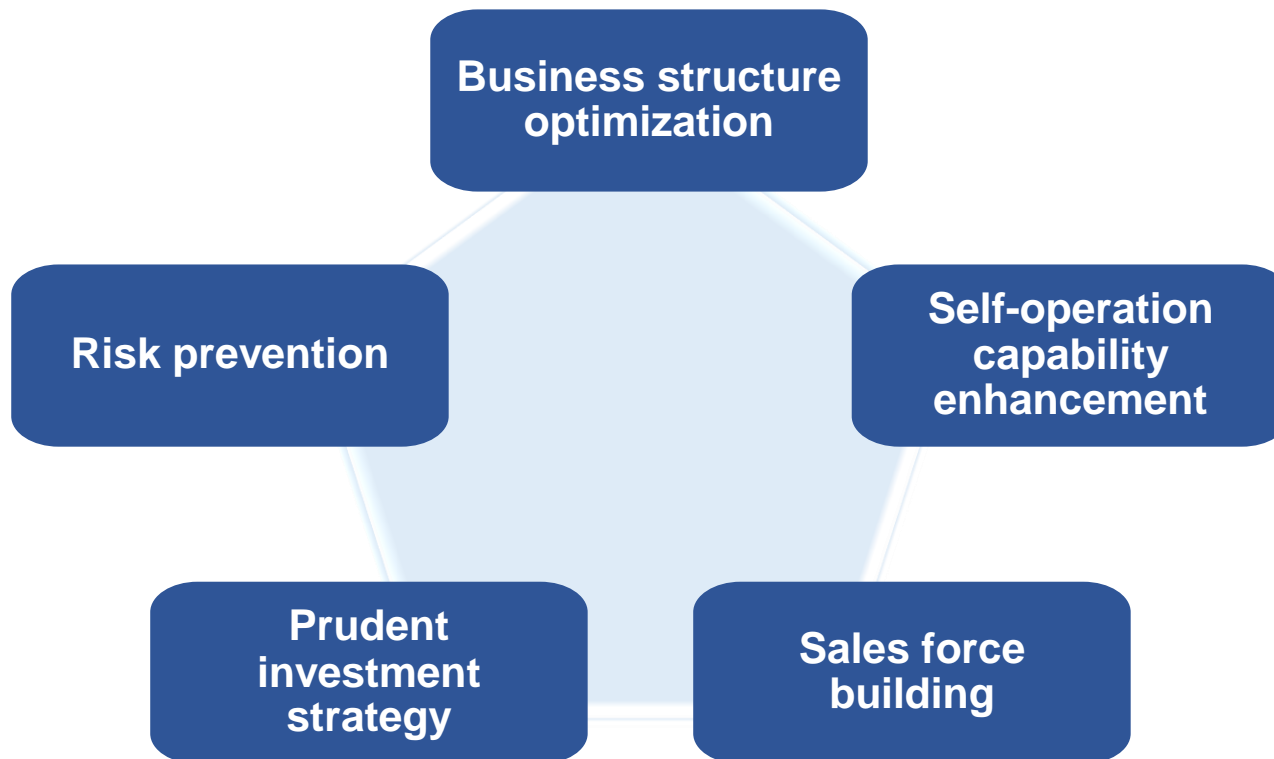 Business structure
optimization
Risk prevention
Self-operation
capability
enhancement
Prudent
investment
strategy
Sales force
building